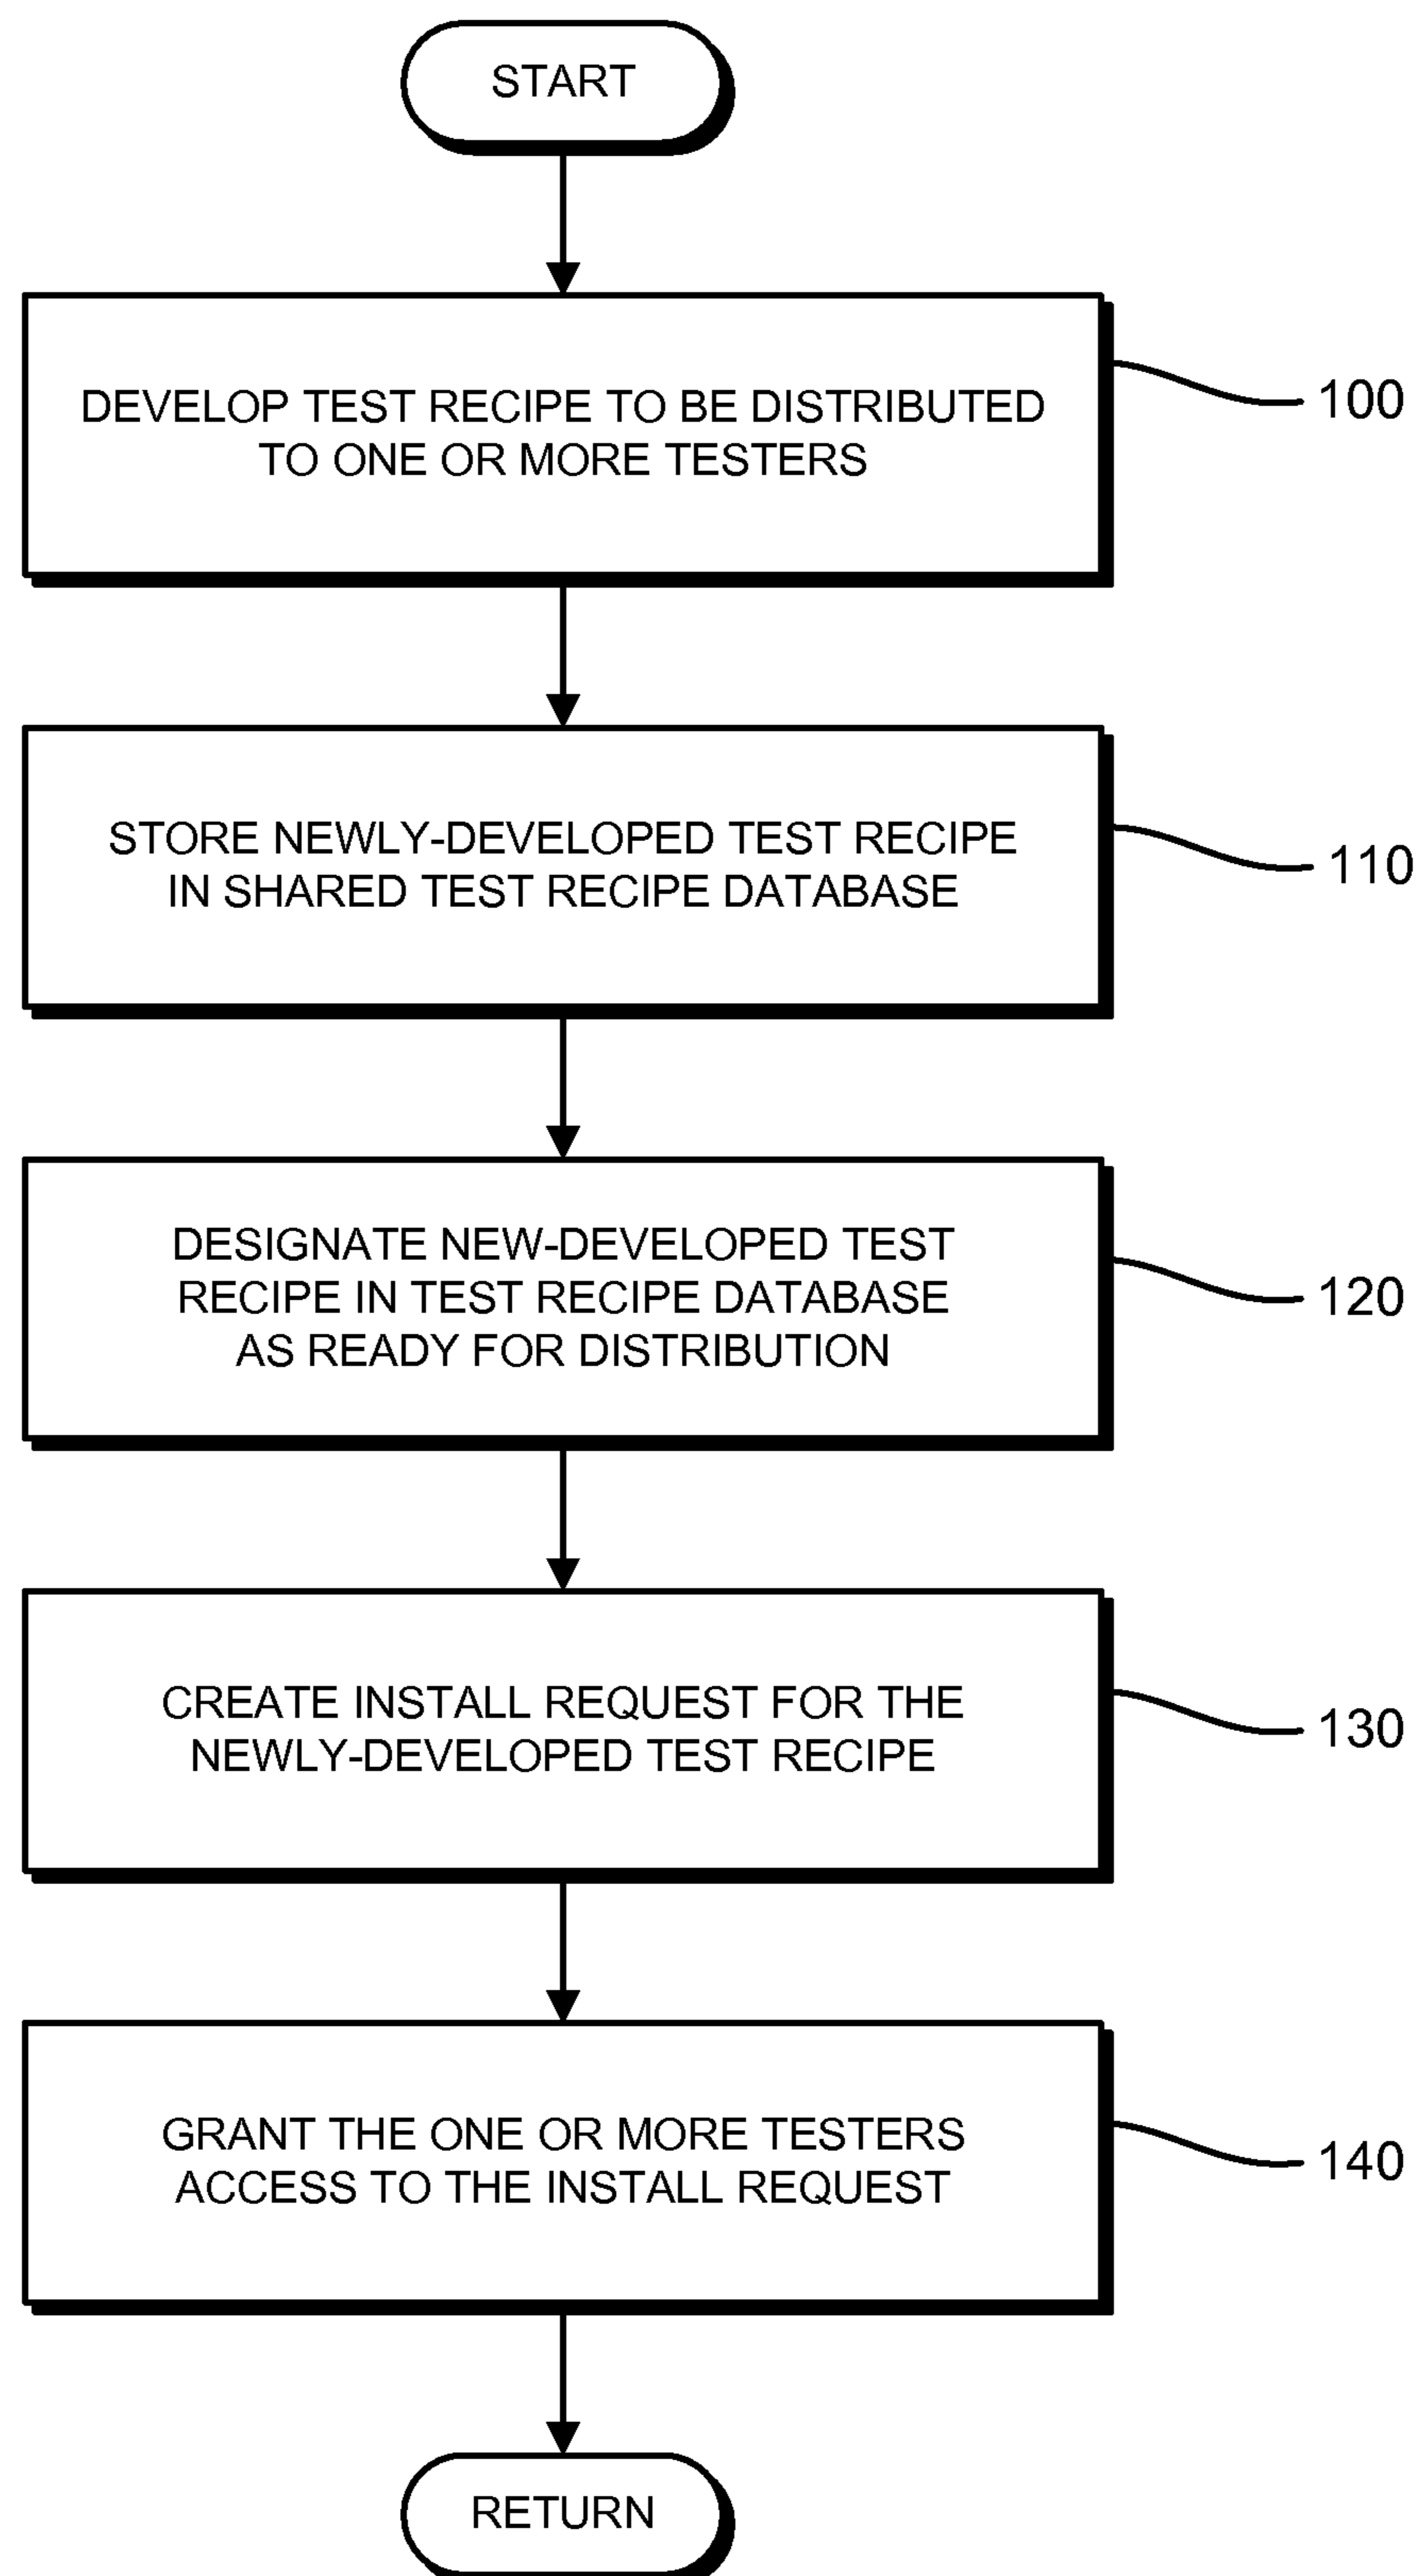 START
DEVELOP TEST RECIPE TO BE DISTRIBUTED
TO ONE OR MORE TESTERS
100
STORE NEWLY-DEVELOPED TEST RECIPE
IN SHARED TEST RECIPE DATABASE
110
DESIGNATE NEW-DEVELOPED TEST
RECIPE IN TEST RECIPE DATABASE
AS READY FOR DISTRIBUTION
120
CREATE INSTALL REQUEST FOR THE
NEWLY-DEVELOPED TEST RECIPE
130
GRANT THE ONE OR MORE TESTERS
ACCESS TO THE INSTALL REQUEST
140
RETURN